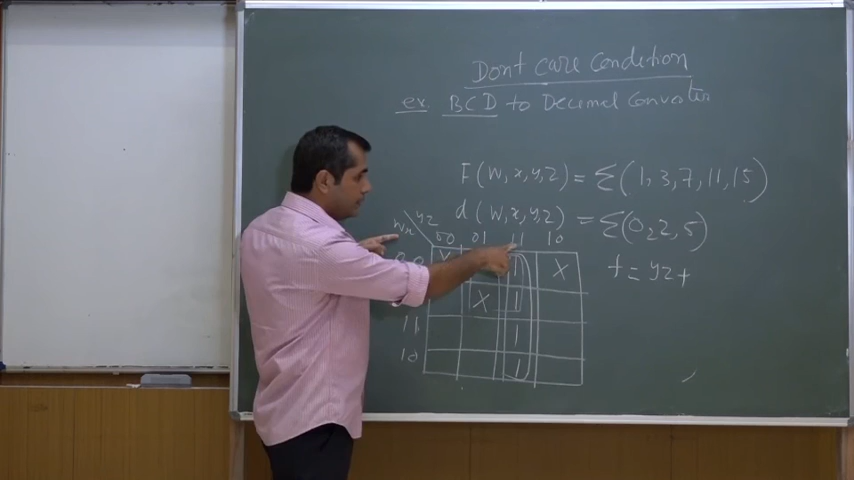 Dont care Condition
ex. BCD to Decimal Converter
F(W,x,y,z) = Σ(1,3,7,11,15)
d(W,x,y,z) = Σ(0,2,5)
yz
wx
00 01 11 10
f = yz +
X 1 X
X 1
11 1
10 1